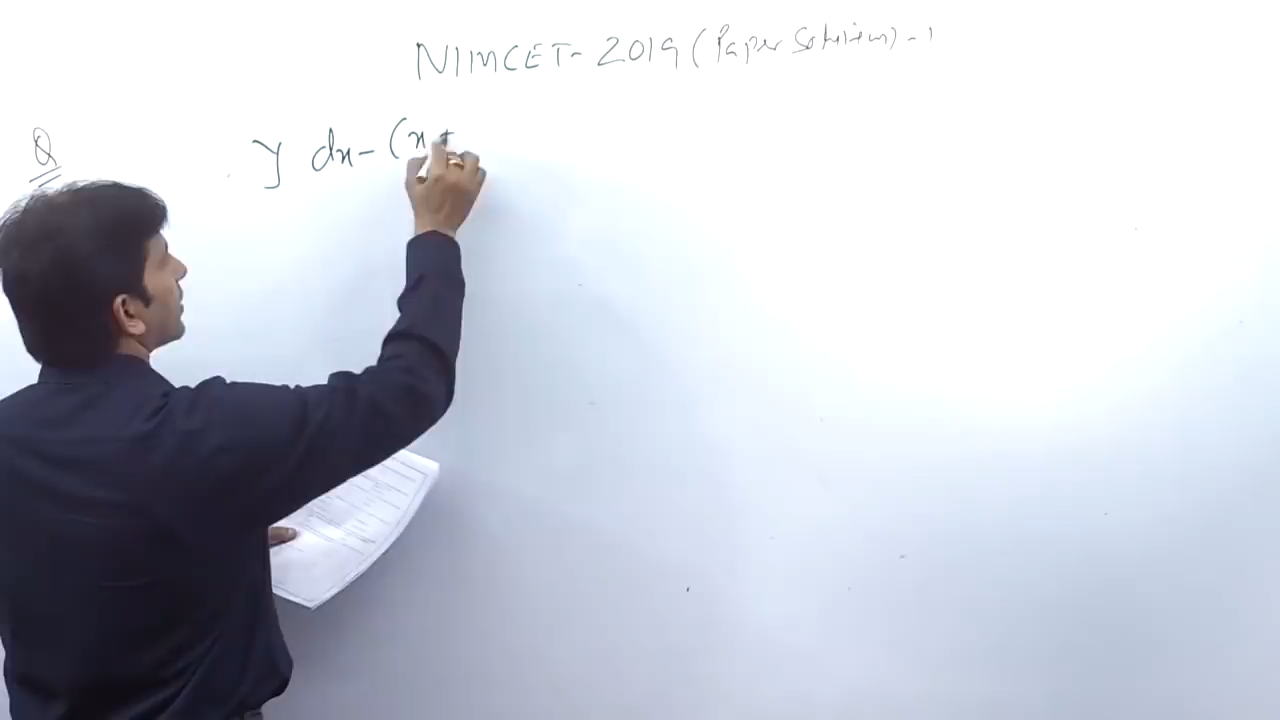 NIMCET- 2019 (Paper Solution) - 1
Q
y dx - (x +